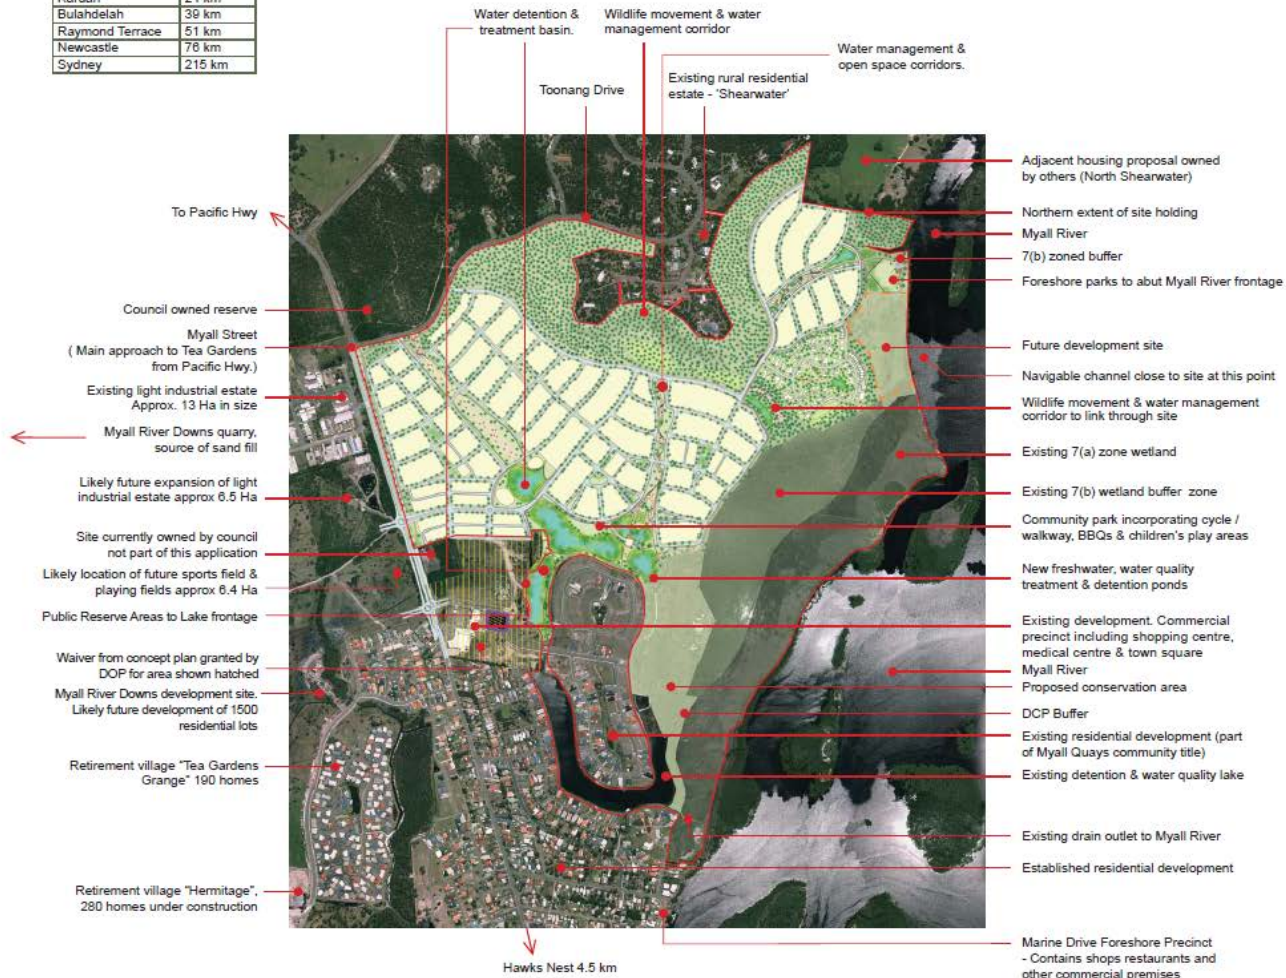 Karuah 24 km
Bulahdelah 39 km
Raymond Terrace 51 km
Newcastle 76 km
Sydney 215 km
Water detention &
treatment basin.
Wildlife movement & water
management corridor
Water management &
open space corridors.
Toonang Drive
Existing rural residential
estate - 'Shearwater'
To Pacific Hwy
Council owned reserve
Myall Street
( Main approach to Tea Gardens
from Pacific Hwy.)
Existing light industrial estate
Approx. 13 Ha in size
Myall River Downs quarry,
source of sand fill
Likely future expansion of light
industrial estate approx 6.5 Ha
Site currently owned by council
not part of this application
Likely location of future sports field &
playing fields approx 6.4 Ha
Public Reserve Areas to Lake frontage
Waiver from concept plan granted by
DOP for area shown hatched
Myall River Downs development site.
Likely future development of 1500
residential lots
Retirement village "Tea Gardens
Grange" 190 homes
Retirement village "Hermitage",
280 homes under construction
Hawks Nest 4.5 km
Adjacent housing proposal owned
by others (North Shearwater)
Northern extent of site holding
Myall River
7(b) zoned buffer
Foreshore parks to abut Myall River frontage
Future development site
Navigable channel close to site at this point
Wildlife movement & water management
corridor to link through site
Existing 7(a) zone wetland
Existing 7(b) wetland buffer zone
Community park incorporating cycle /
walkway, BBQs & children's play areas
New freshwater, water quality
treatment & detention ponds
Existing development. Commercial
precinct including shopping centre,
medical centre & town square
Myall River
Proposed conservation area
DCP Buffer
Existing residential development (part
of Myall Quays community title)
Existing detention & water quality lake
Existing drain outlet to Myall River
Established residential development
Marine Drive Foreshore Precinct
- Contains shops restaurants and
other commercial premises